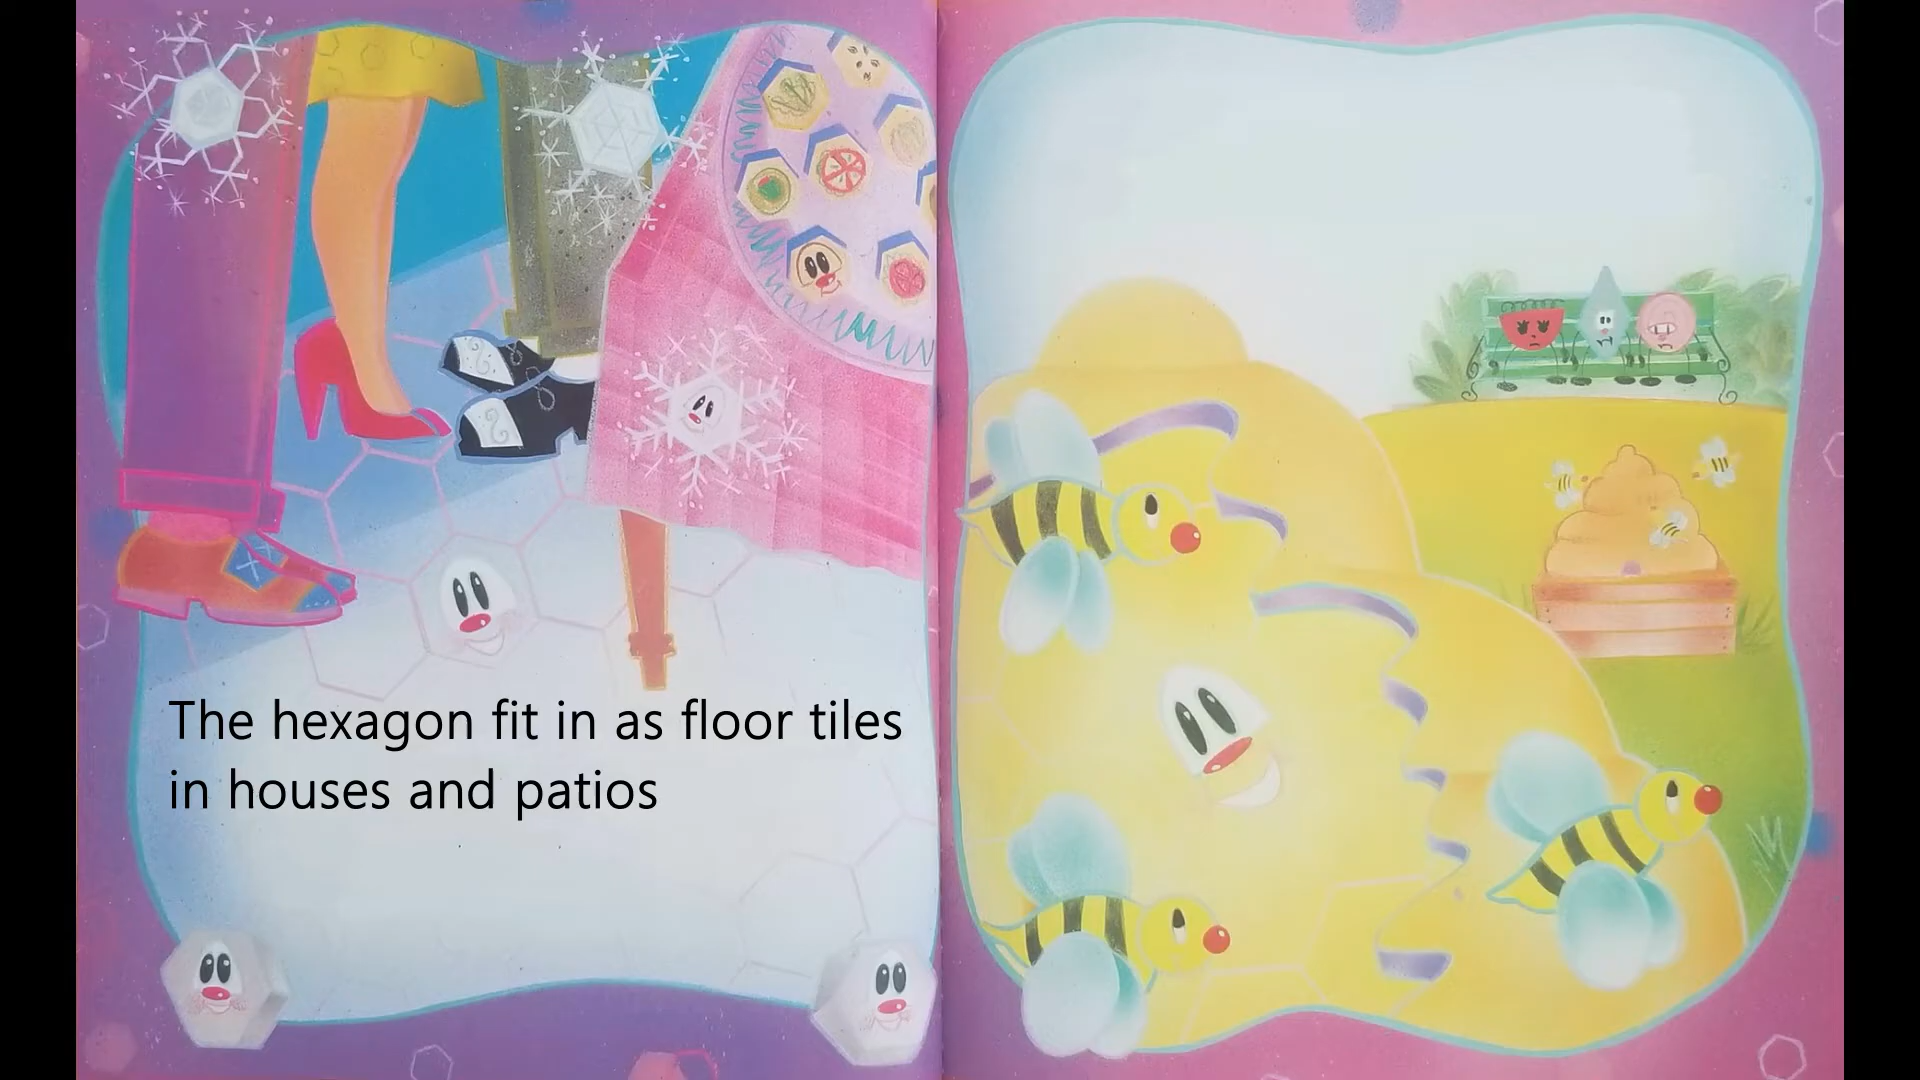 The hexagon fit in as floor tiles
in houses and patios